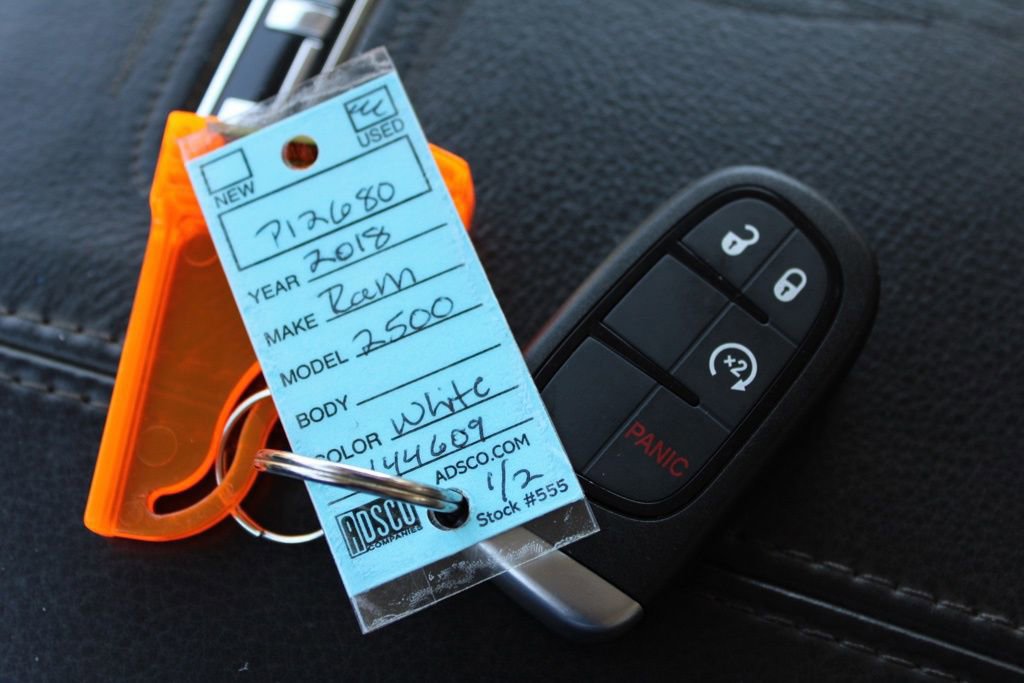 NEW USED
P12680
YEAR 2018
MAKE Ram
MODEL 2500
BODY
COLOR White
144609
ADSCO.COM
1/2
ADSCO
COMPANIES
Stock #555
x2
PANIC